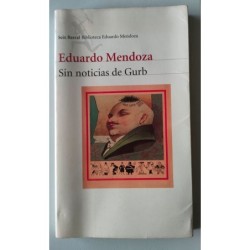 Seix Barral Biblioteca Eduardo Mendoza
Eduardo Mendoza
Sin noticias de Gurb